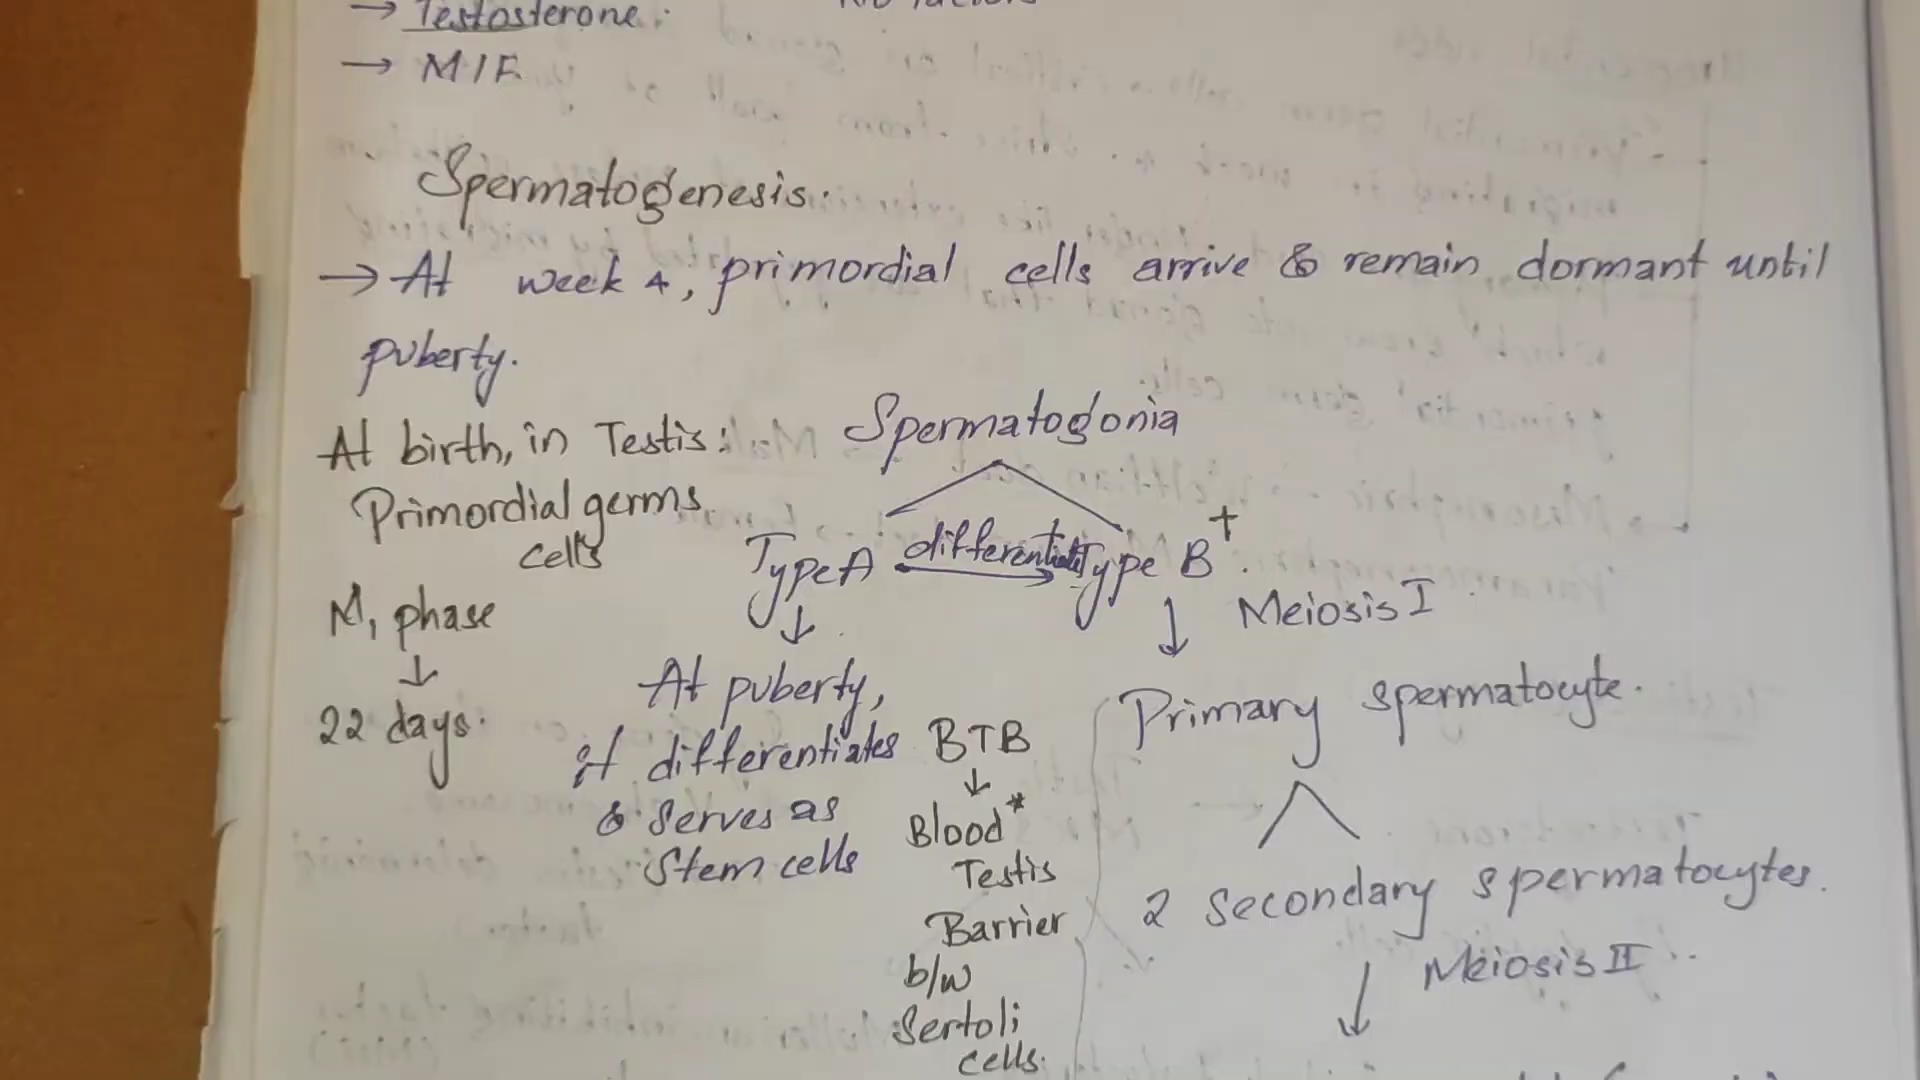 → Testosterone.
→ MIF
Spermatogenesis.
→ At week 4, primordial cells arrive & remain dormant until
puberty.
At birth, in Testis:
Primordial germs
cells
M, phase
↓
22 days.
Spermatogonia
Type A differentiates Type B +
↓
At puberty,
it differentiates
& serves as
stem cells
BTB
↓
Blood *
Testis
Barrier
b/w
Sertoli
cells.
↓ Meiosis I
Primary spermatocyte.
2 secondary spermatocytes.
↓ Meiosis II